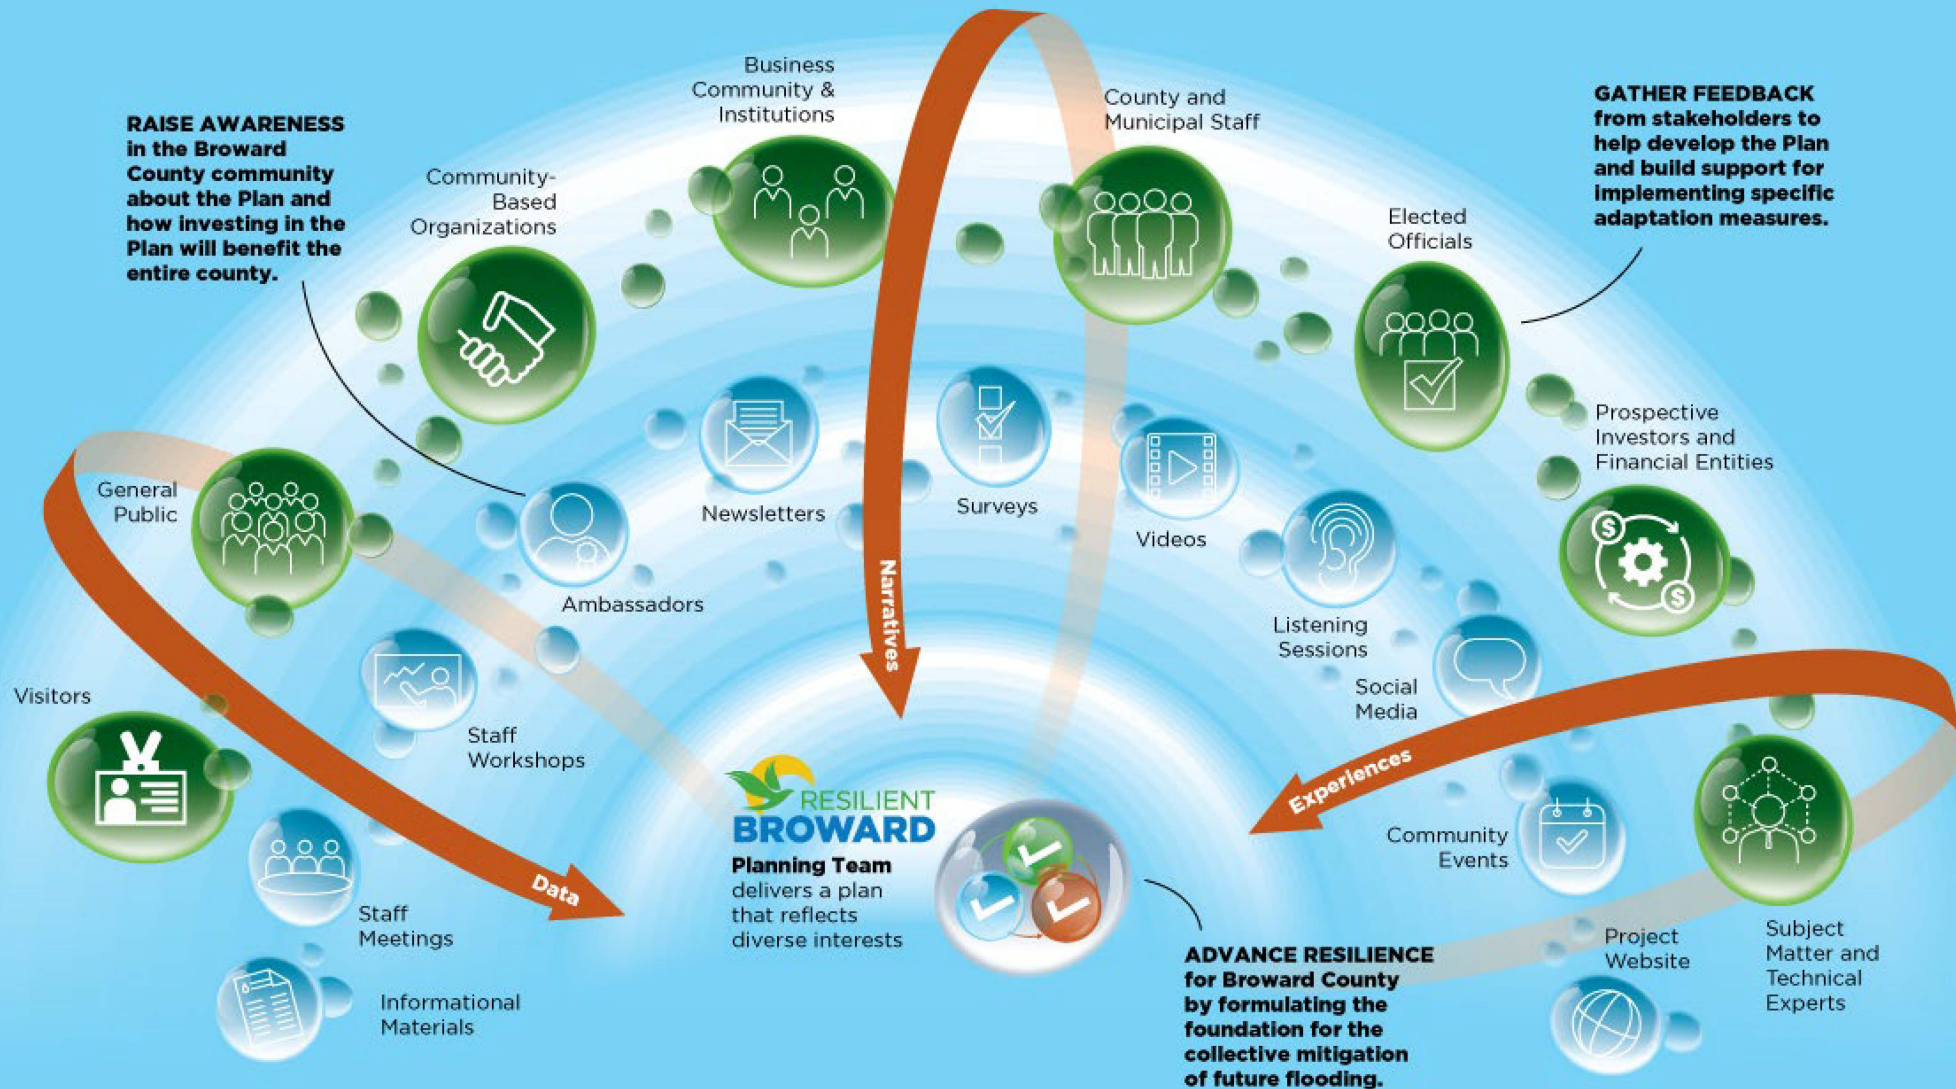 RAISE AWARENESS
in the Broward
County community
about the Plan and
how investing in the
Plan will benefit the
entire county.
Business
Community &
Institutions
Community-
Based
Organizations
County and
Municipal Staff
GATHER FEEDBACK
from stakeholders to
help develop the Plan
and build support for
implementing specific
adaptation measures.
Elected
Officials
Prospective
Investors and
Financial Entities
$
$
General
Public
Visitors
Newsletters
Surveys
Videos
Ambassadors
Listening
Sessions
Social
Media
Staff
Workshops
Staff
Meetings
Informational
Materials
Narratives
Data
Experiences
RESILIENT
BROWARD
Planning Team
delivers a plan
that reflects
diverse interests
ADVANCE RESILIENCE
for Broward County
by formulating the
foundation for the
collective mitigation
of future flooding.
Community
Events
Project
Website
Subject
Matter and
Technical
Experts